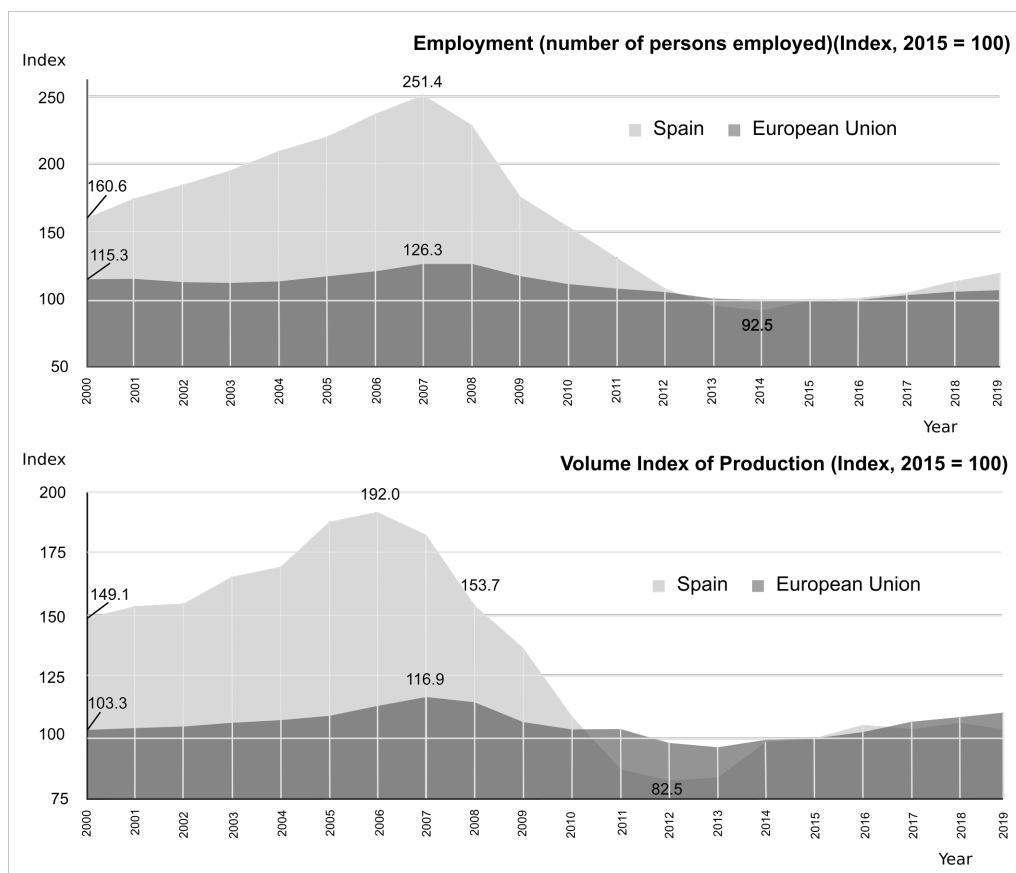 Employment (number of persons employed)(Index, 2015 = 100)
Index
251.4
250
Spain European Union
200
160.6
150
115.3
126.3
100
92.5
50
2000 2001 2002 2003 2004 2005 2006 2007 2008 2009 2010 2011 2012 2013 2014 2015 2016 2017 2018 2019
Year
Index
Volume Index of Production (Index, 2015 = 100)
200
192.0
175
153.7
Spain European Union
149.1
150
125
116.9
103.3
100
82.5
75
2000 2001 2002 2003 2004 2005 2006 2007 2008 2009 2010 2011 2012 2013 2014 2015 2016 2017 2018 2019
Year